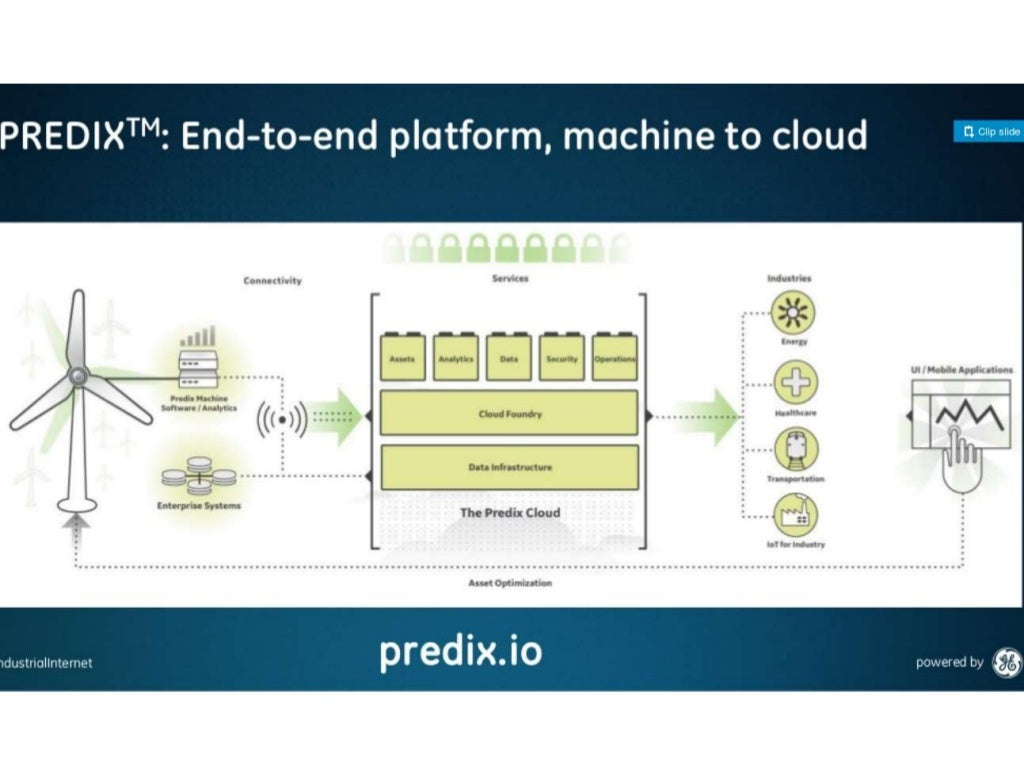 PREDIX™: End-to-end platform, machine to cloud
Clip slide
Connectivity
Services
Industries
Assets
Analytics
Data
Security
Operations
Cloud Foundry
Data Infrastructure
The Predix Cloud
Predix Machine
Software / Analytics
Enterprise Systems
Energy
Healthcare
Transportation
IoT for Industry
UI / Mobile Applications
Asset Optimization
ndustrialInternet
predix.io
powered by